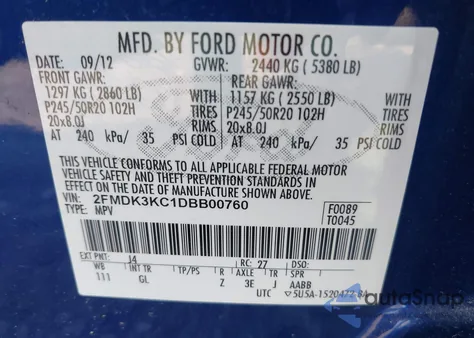 MFD. BY FORD MOTOR CO.
DATE: 09/12 GVWR: 2440 KG ( 5380 LB)
FRONT GAWR: REAR GAWR:
1297 KG ( 2860 LB) WITH 1157 KG ( 2550 LB) WITH
P245/50R20 102H TIRES P245/50R20 102H TIRES
20x8.0J RIMS 20x8.0J RIMS
AT 240 kPa/ 35 PSI COLD AT 240 kPa/ 35 PSI COLD
THIS VEHICLE CONFORMS TO ALL APPLICABLE FEDERAL MOTOR
VEHICLE SAFETY AND THEFT PREVENTION STANDARDS IN
EFFECT ON THE DATE OF MANUFACTURE SHOWN ABOVE.
VIN: 2FMDK3KC1DBB00760 F0089
TYPE: MPV T0045
EXT PNT: J4 RC: 27 DSO:
WB INT TR TP/PS R AXLE TR SPR
111 GL Z 3E J AABB
UTC
autoSnap